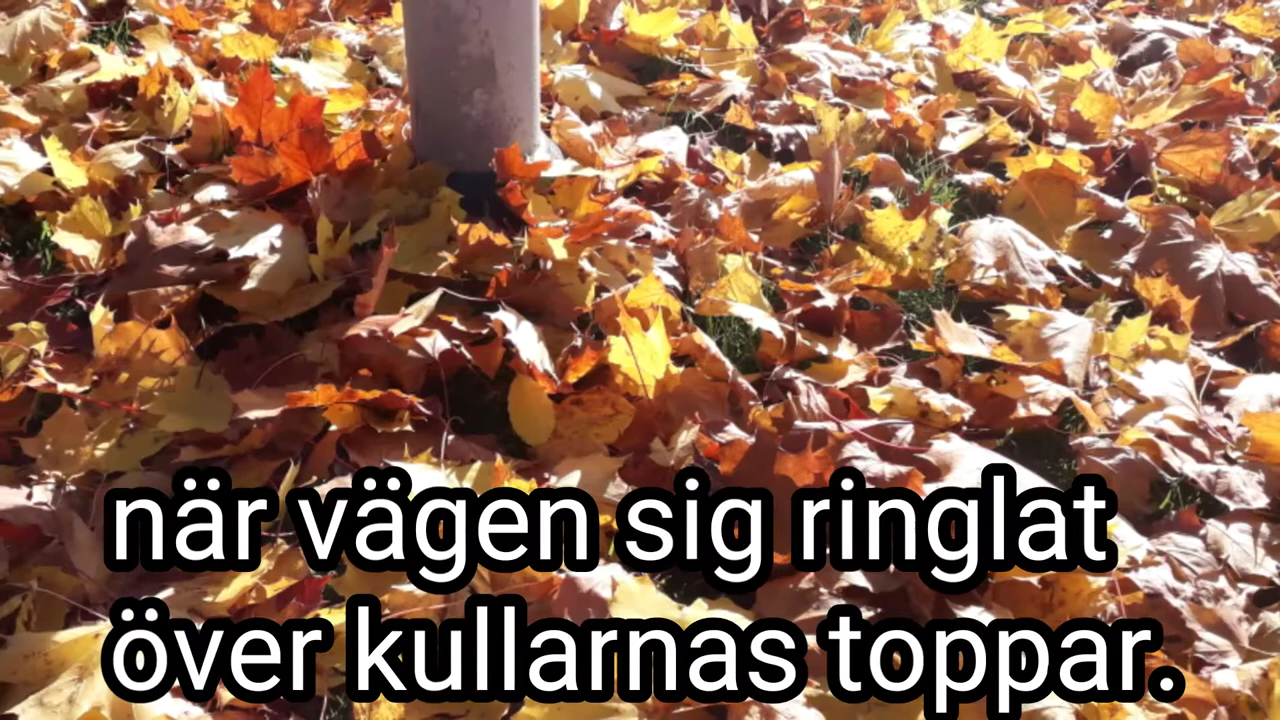 när vägen sig ringlat
över kullarnas toppar.